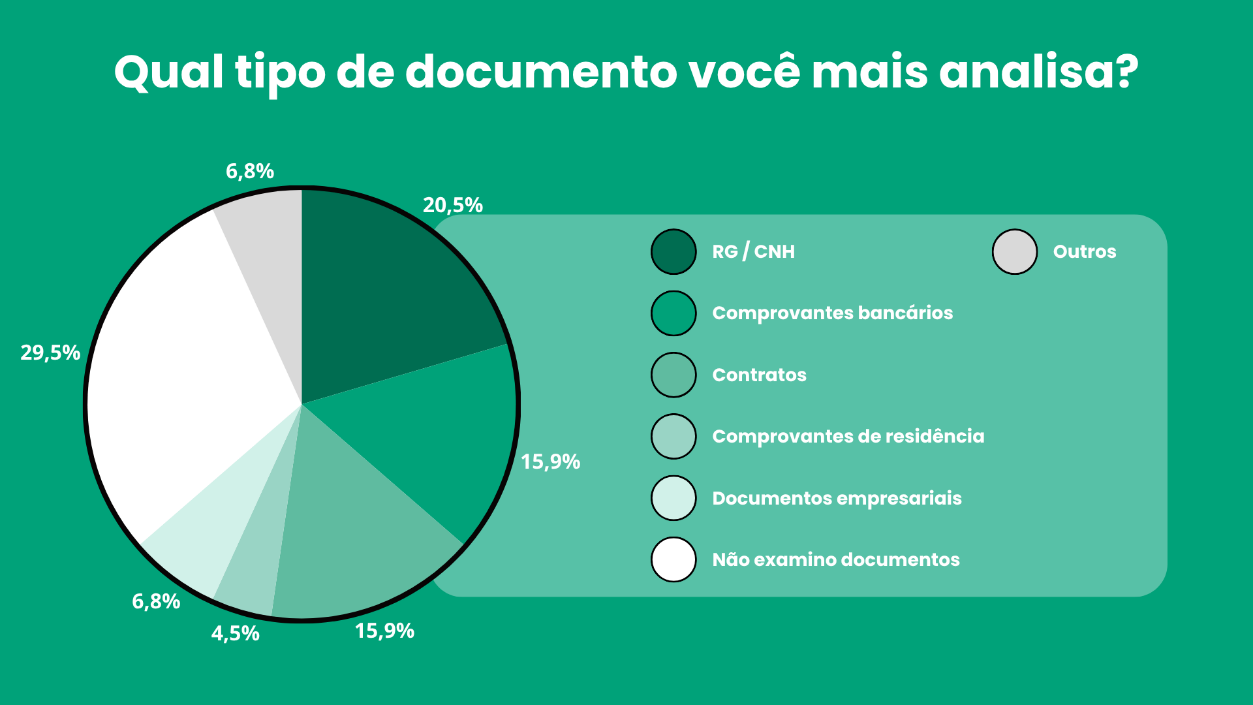 Qual tipo de documento você mais analisa?
6,8%
20,5%
29,5%
15,9%
6,8%
4,5%
15,9%
RG / CNH
Outros
Comprovantes bancários
Contratos
Comprovantes de residência
Documentos empresariais
Não examino documentos